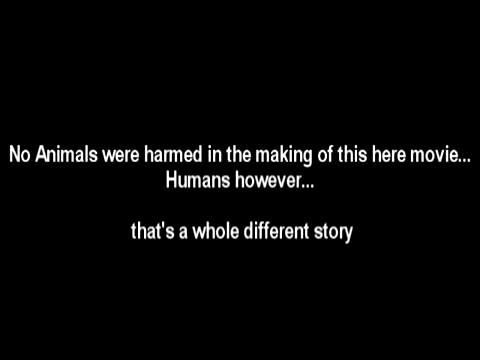 No Animals were harmed in the making of this here movie...
Humans however...
that's a whole different story